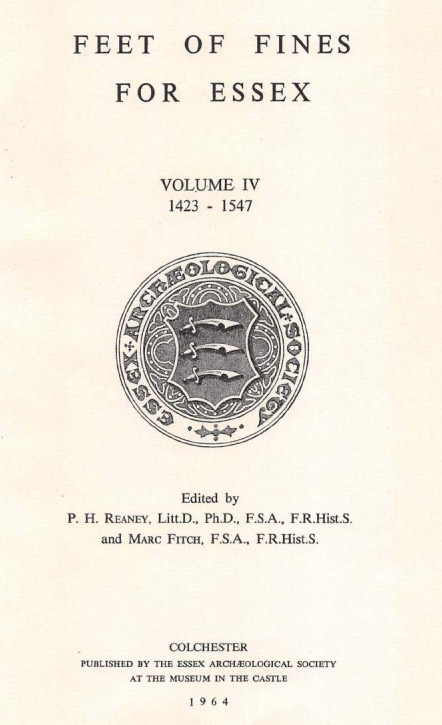 FEET OF FINES
FOR ESSEX
VOLUME IV
1423 - 1547
ESSEX ARCHÆOLOGICAL SOCIETY
Edited by
P. H. REANEY, Litt.D., Ph.D., F.S.A., F.R.Hist.S.
and MARC FITCH, F.S.A., F.R.Hist.S.
COLCHESTER
PUBLISHED BY THE ESSEX ARCHÆOLOGICAL SOCIETY
AT THE MUSEUM IN THE CASTLE
1964